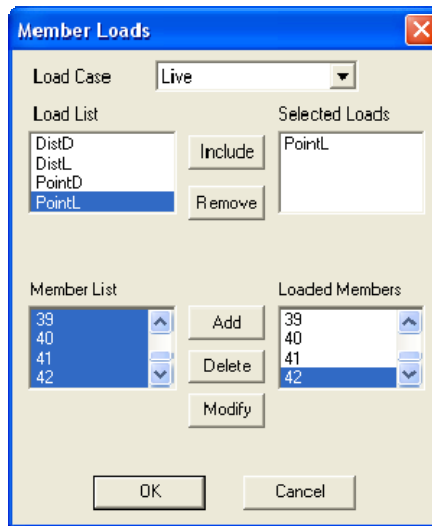 Member Loads
Load Case Live
Load List Selected Loads
DistD
DistL
PointD
PointL
Include
Remove
PointL
Member List Loaded Members
39
40
41
42
Add
Delete
Modify
39
40
41
42
OK Cancel